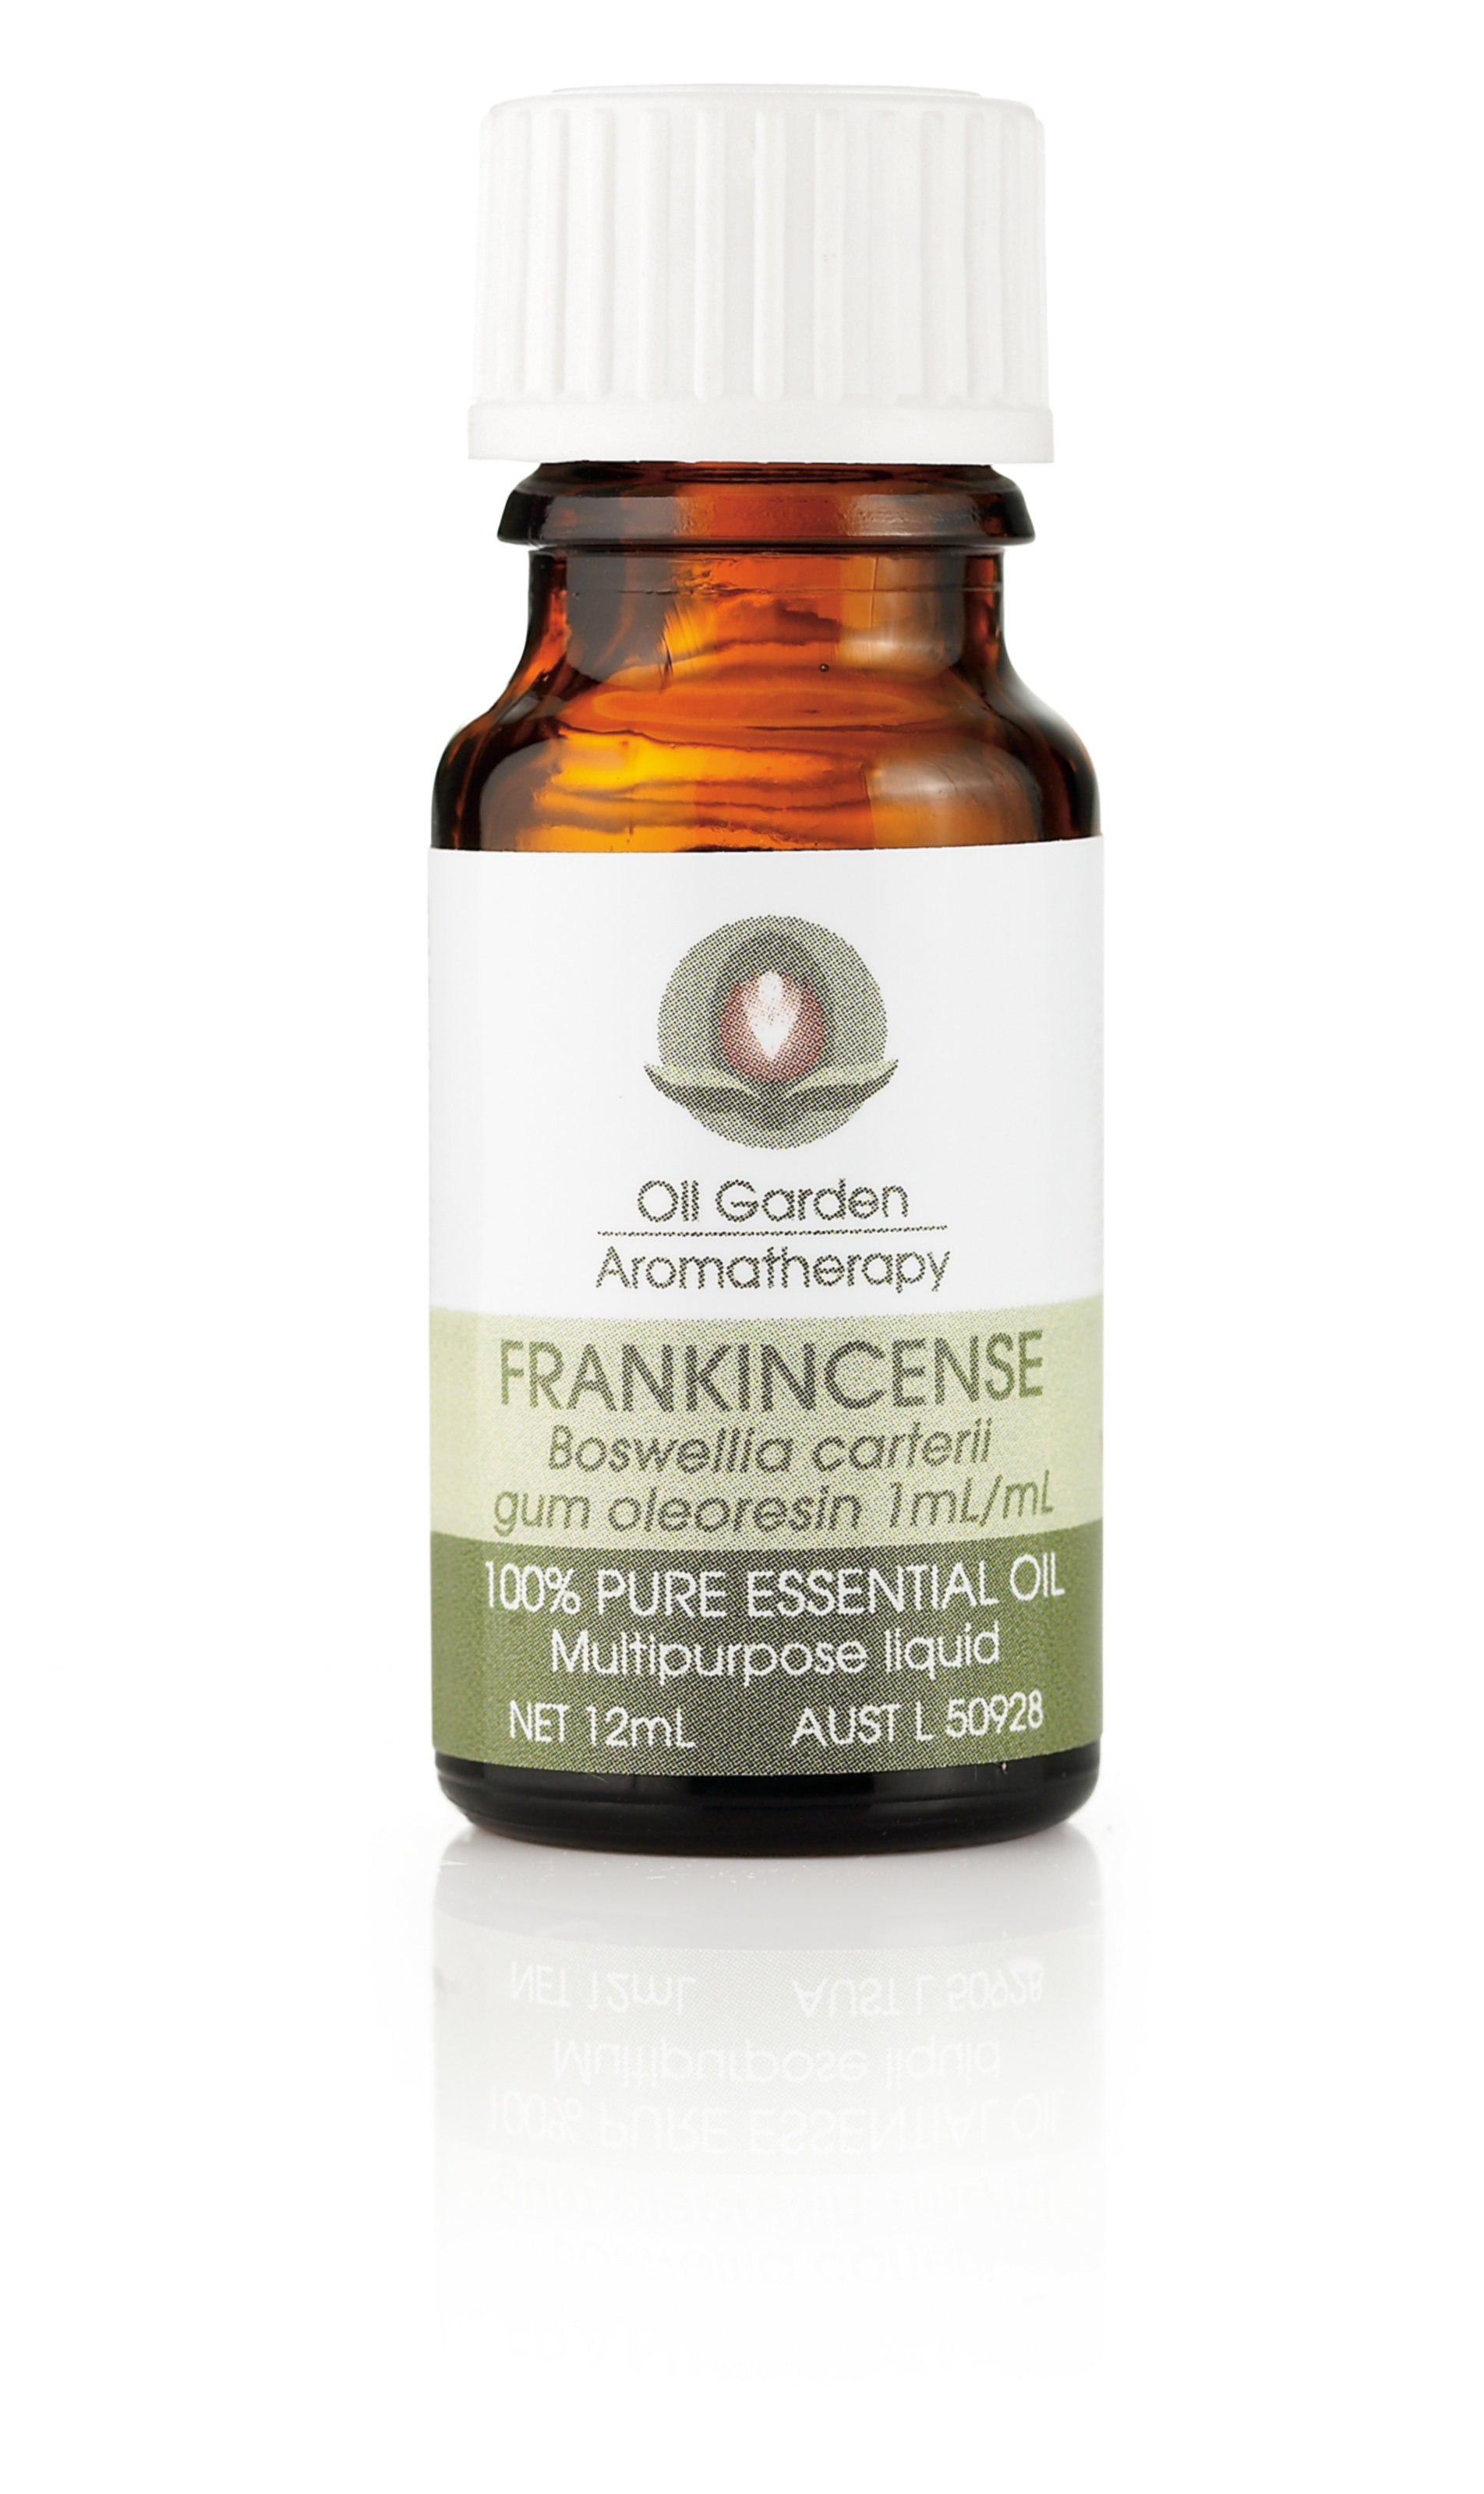 Oil Garden
Aromatherapy
FRANKINCENSE
Boswellia carterii
gum oleoresin 1mL/mL
100% PURE ESSENTIAL OIL
Multipurpose liquid
NET 12mL AUST L 50928